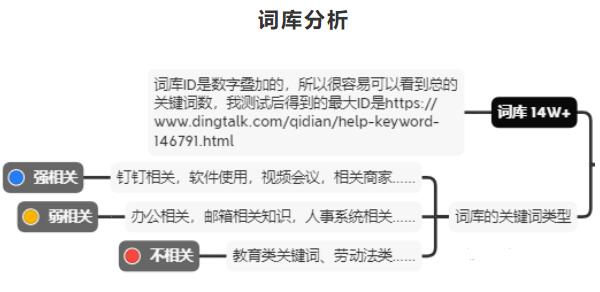 词库分析
词库ID是数字叠加的，所以很容易可以看到总的
关键词数，我测试后得到的最大ID是https://
www.dingtalk.com/qidian/help-keyword-
146791.html
词库 14W+
强相关
钉钉相关，软件使用，视频会议，相关商家......
弱相关
办公相关，邮箱相关知识，人事系统相关......
词库的关键词类型
不相关
教育类关键词、劳动法类......